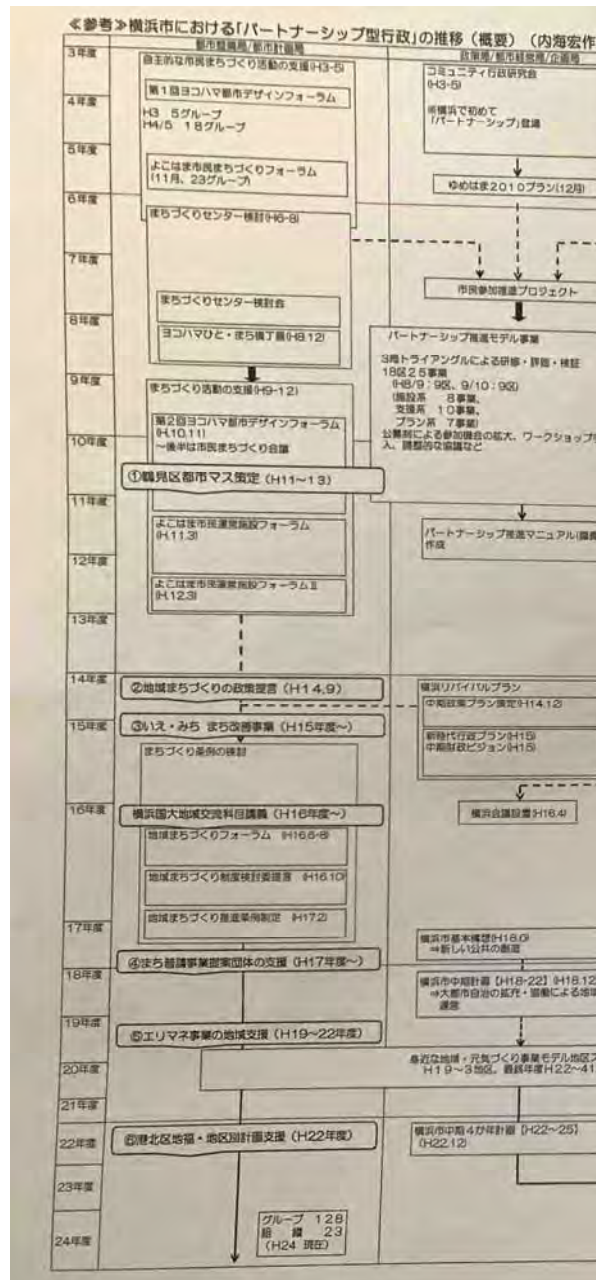 ≪参考≫横浜市における「パートナーシップ型行政」の推移（概要）（内海宏作
都市整備局/都市計画局
政策局/都市経営局/企画局
3年度
自主的な市民まちづくり活動の支援(H3-5)
第1回ヨコハマ都市デザインフォーラム
H3 5グループ
H4/5 18グループ
コミュニティ行政研究会
(H3-5)
※横浜で初めて
「パートナーシップ」登場
4年度
5年度
よこはま市民まちづくりフォーラム
(11月、23グループ)
ゆめはま2010プラン(12月)
6年度
まちづくりセンター検討(H6-8)
7年度
市民参加推進プロジェクト
まちづくりセンター検討会
8年度
ヨコハマひと・まち横丁展(H8.12)
パートナーシップ推進モデル事業
3局トライアングルによる研修・評価・検証
18区25事業
(H8/9：9区、9/10：9区)
(施設系 8事業、
支援系 10事業、
プラン系 7事業)
公募制による参加機会の拡大、ワークショップ
入、調整的な協議など
9年度
まちづくり活動の支援(H9-12)
第2回ヨコハマ都市デザインフォーラム
(H.10.11)
～後半は市民まちづくり会議
10年度
①鶴見区都市マス策定（H11～13）
11年度
よこはま市民運営施設フォーラム
(H.11.3)
パートナーシップ推進マニュアル(職員
作成
12年度
よこはま市民運営施設フォーラムⅡ
(H.12.3)
13年度
14年度
②地域まちづくりの政策提言（H14.9）
横浜リバイバルプラン
中期政策プラン策定(H14.12)
15年度
③いえ・みち まち改善事業（H15年度～）
新時代行政プラン(H15)
中期財政ビジョン(H15)
まちづくり条例の検討
16年度
横浜国大地域交流科目講義（H16年度～）
横浜会議設置(H16.4)
地域まちづくりフォーラム (H16.6-8)
地域まちづくり制度検討委提言 (H16.10)
地域まちづくり推進条例制定 (H17.2)
17年度
横浜市基本構想(H18.6)
⇒新しい公共の創造
④まち普請事業提案団体の支援（H17年度～）
18年度
横浜市中期計画【H18-22】(H18.12
⇒大都市自治の拡充・協働による地域
運営
19年度
⑤エリマネ事業の地域支援（H19～22年度）
身近な地域・元気づくり事業モデル地区ス
H19～3地区、最終年度H22～41
20年度
21年度
22年度
⑥港北区地福・地区別計画支援（H22年度）
横浜市中期4か年計画【H22～25】
(H22.12)
23年度
グループ 128
組織 23
(H24 現在)
24年度